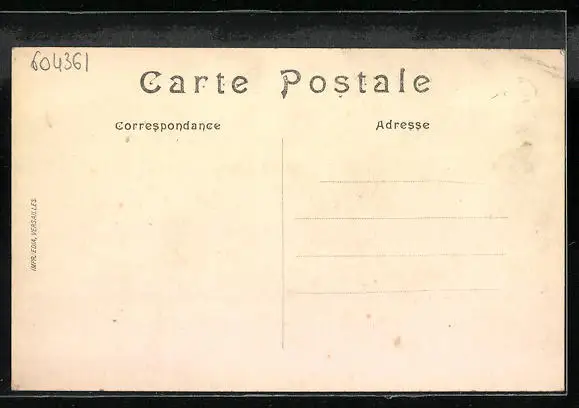 604361
Carte Postale
Correspondance
Adresse
IMPR. EDIA, VERSAILLES